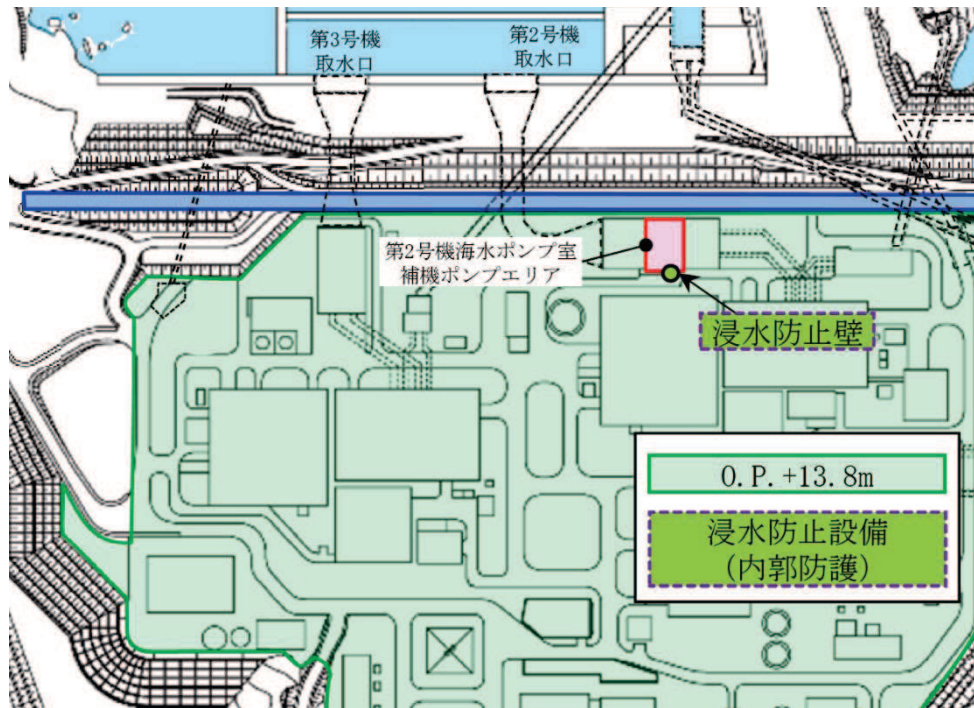 第3号機
取水口
第2号機
取水口
第2号機海水ポンプ室
補機ポンプエリア
浸水防止壁
O.P.+13.8m
浸水防止設備
(内郭防護)